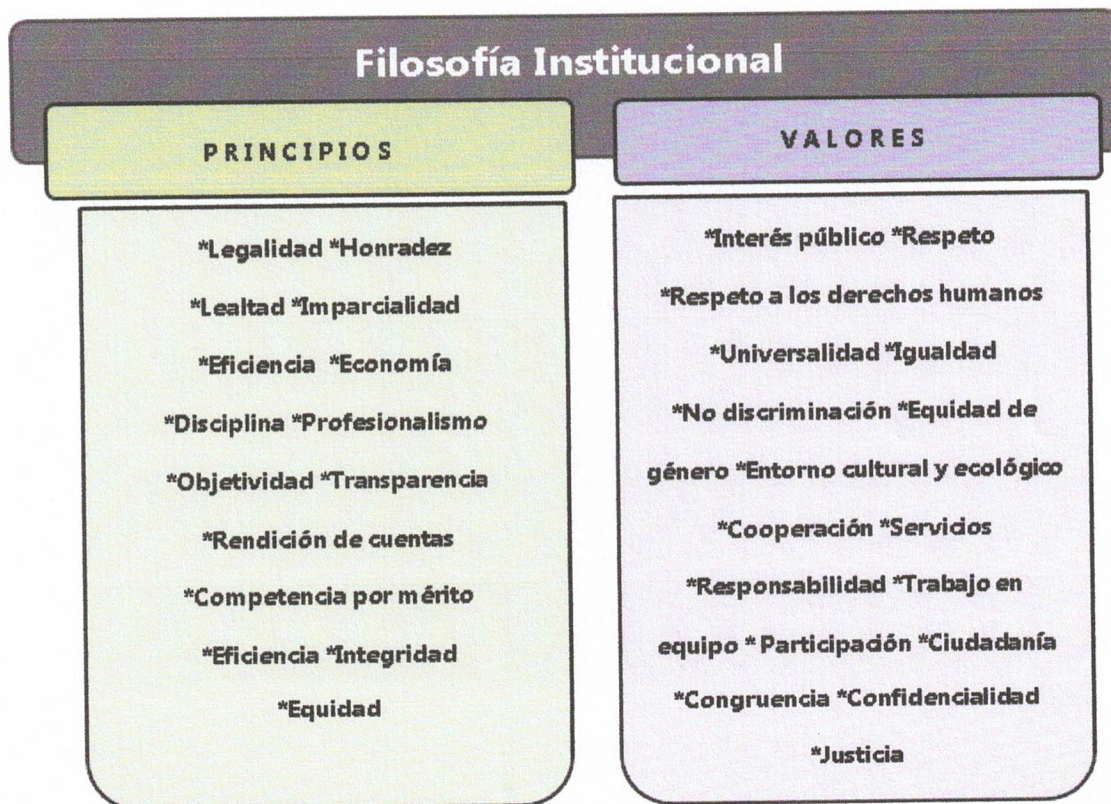 Filosofía Institucional
PRINCIPIOS
*Legalidad *Honradez
*Lealtad *Imparcialidad
*Eficiencia *Economía
*Disciplina *Profesionalismo
*Objetividad *Transparencia
*Rendición de cuentas
*Competencia por mérito
*Eficiencia *Integridad
*Equidad
VALORES
*Interés público *Respeto
*Respeto a los derechos humanos
*Universalidad *Igualdad
*No discriminación *Equidad de
género *Entorno cultural y ecológico
*Cooperación *Servicios
*Responsabilidad *Trabajo en
equipo * Participación *Ciudadanía
*Congruencia *Confidencialidad
*Justicia